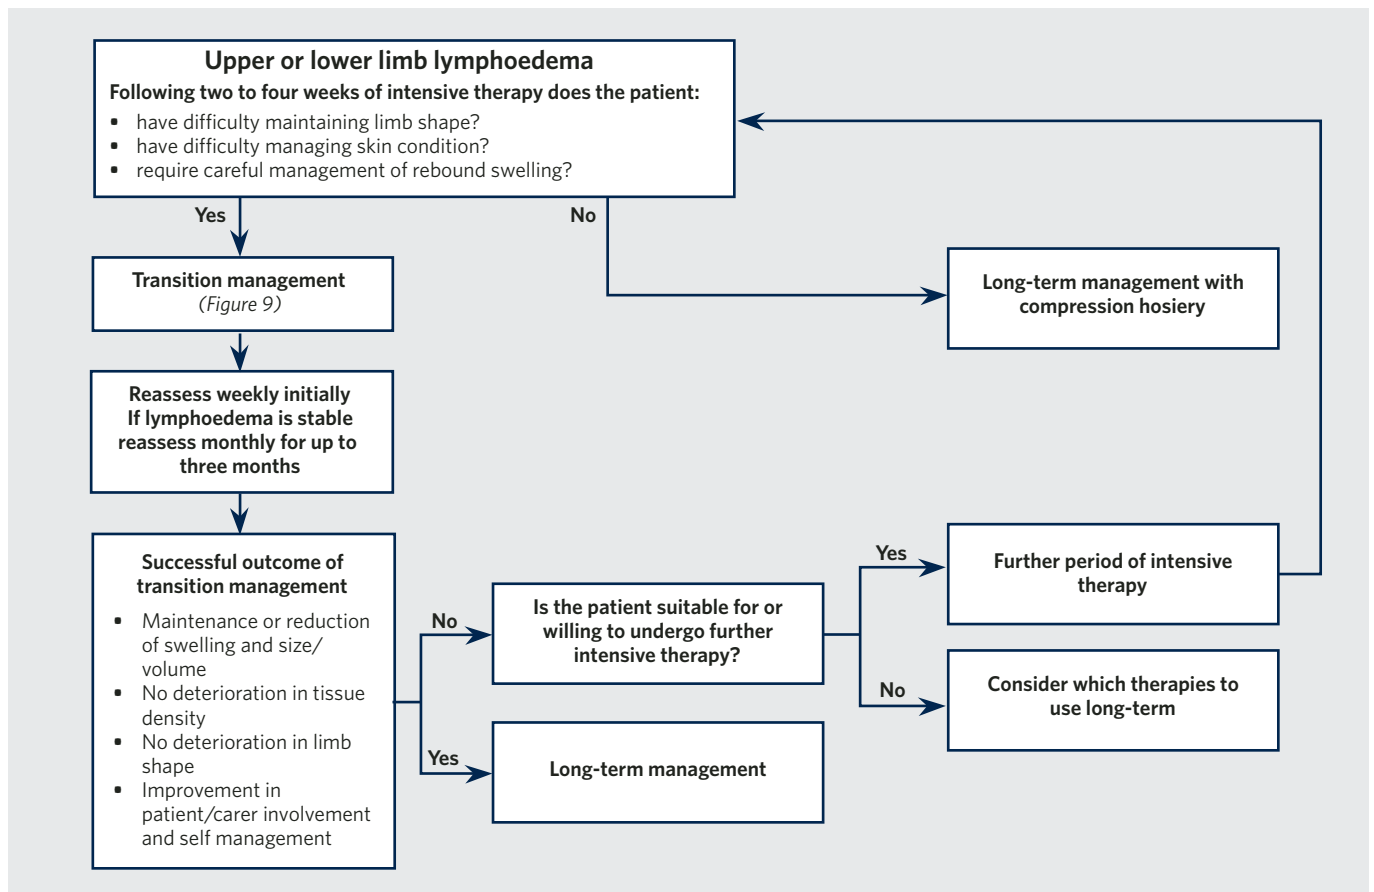 Upper or lower limb lymphoedema
Following two to four weeks of intensive therapy does the patient:
▪ have difficulty maintaining limb shape?
▪ have difficulty managing skin condition?
▪ require careful management of rebound swelling?
Yes
No
Transition management
(Figure 9)
Long-term management with
compression hosiery
Reassess weekly initially
If lymphoedema is stable
reassess monthly for up to
three months
Successful outcome of
transition management
▪ Maintenance or reduction
of swelling and size/
volume
▪ No deterioration in tissue
density
▪ No deterioration in limb
shape
▪ Improvement in
patient/carer involvement
and self management
No
Is the patient suitable for or
willing to undergo further
intensive therapy?
Yes
Long-term management
Yes
Further period of intensive
therapy
No
Consider which therapies to
use long-term